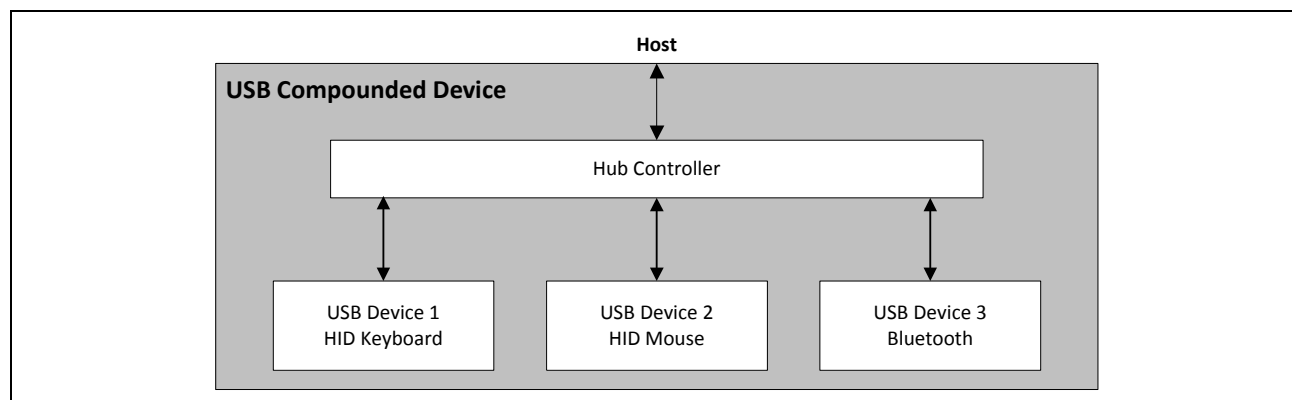 Host
USB Compounded Device
Hub Controller
USB Device 1
HID Keyboard
USB Device 2
HID Mouse
USB Device 3
Bluetooth